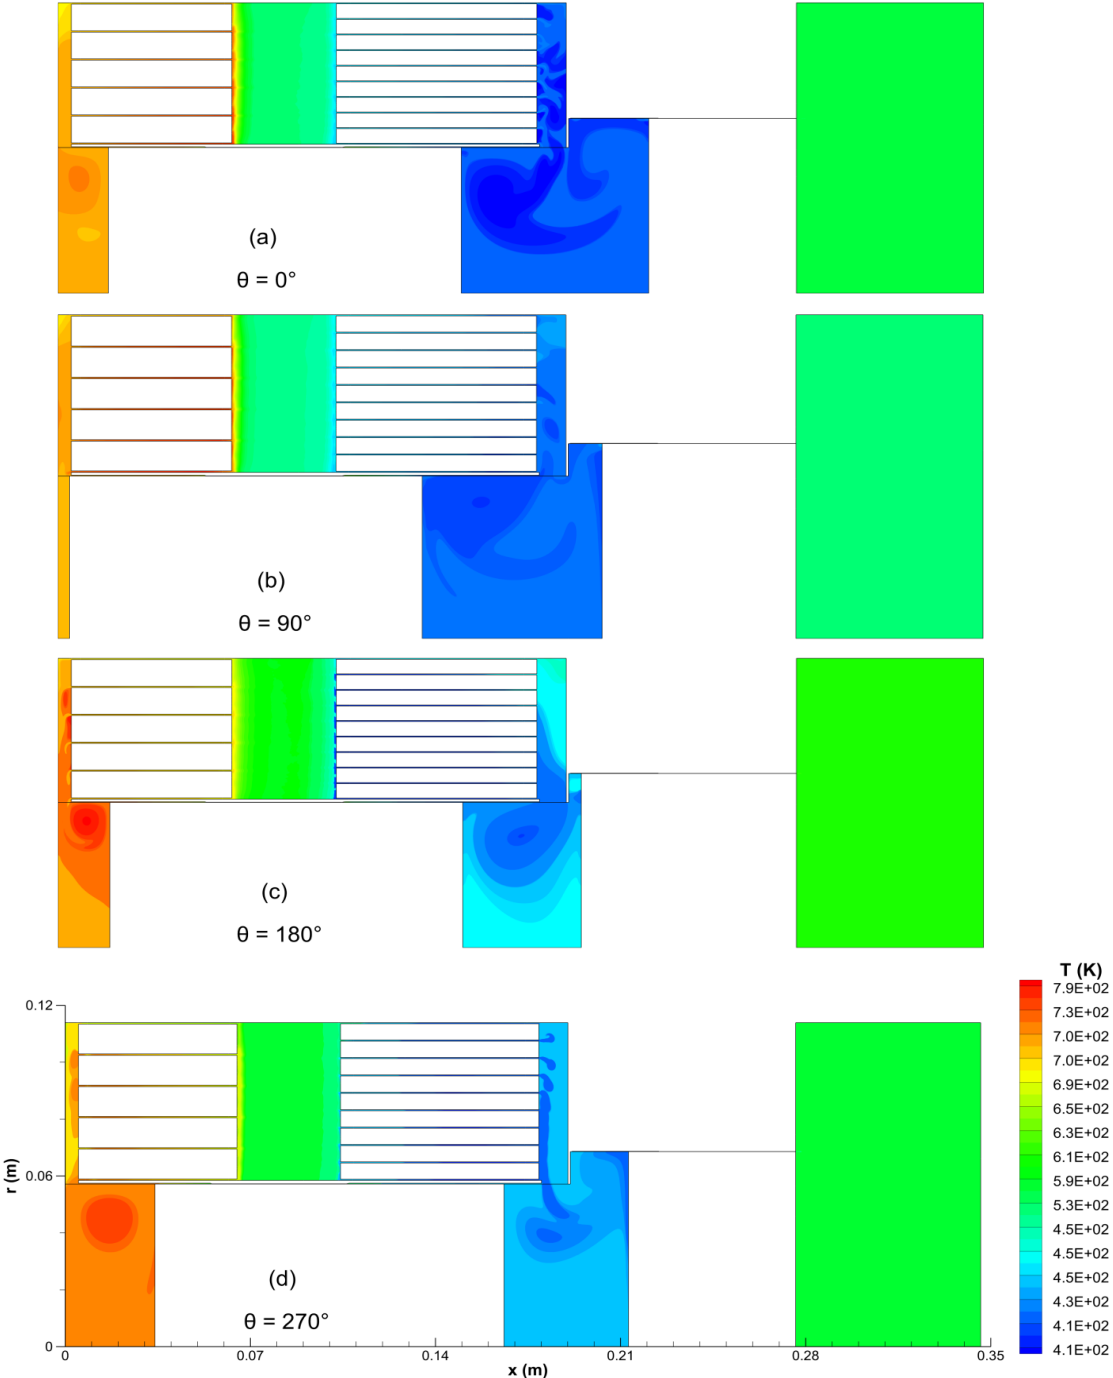 (a)
θ = 0°
(b)
θ = 90°
(c)
θ = 180°
T (K)
7.9E+02
7.3E+02
7.0E+02
7.0E+02
6.9E+02
6.5E+02
6.3E+02
6.1E+02
5.9E+02
5.3E+02
4.5E+02
4.5E+02
4.5E+02
4.3E+02
4.1E+02
4.1E+02
0.12
r (m)
0.06
(d)
θ = 270°
0
0 0.07 0.14 0.21 0.28 0.35
x (m)